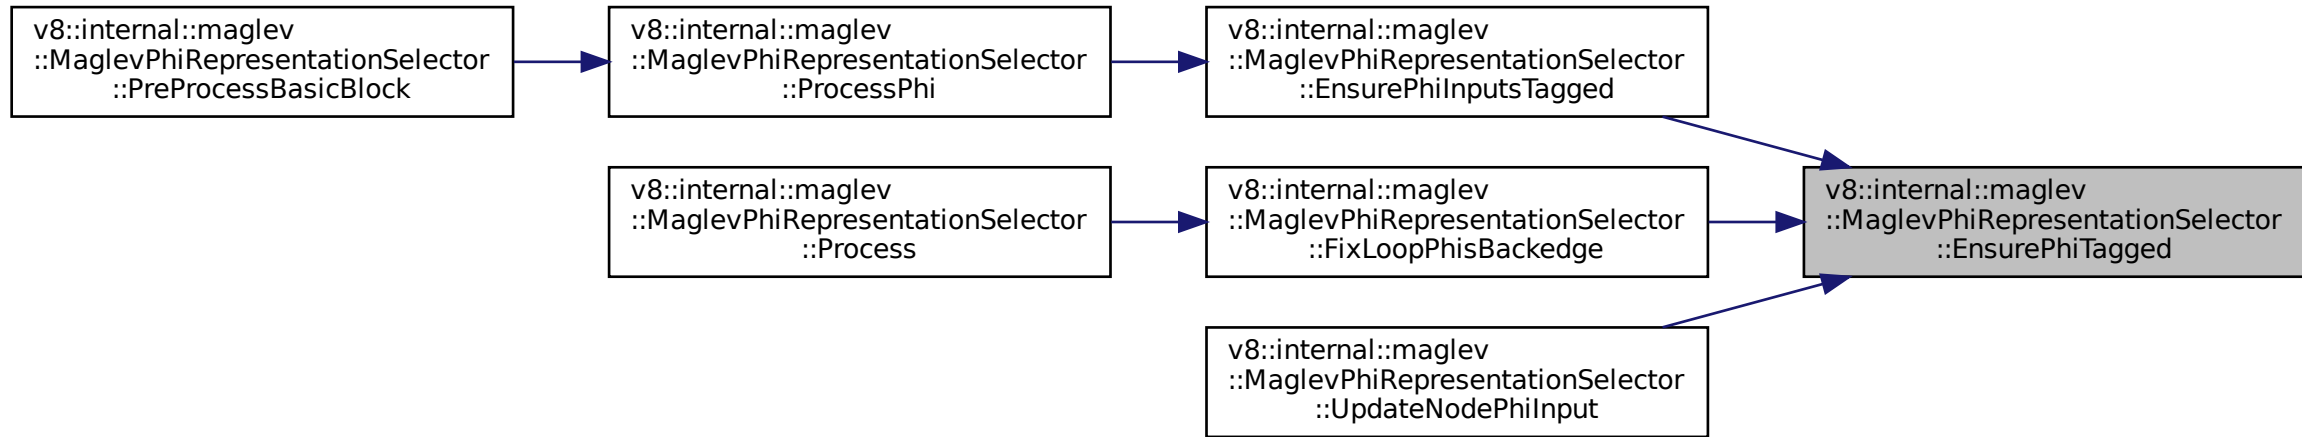 v8::internal::maglev
::MaglevPhiRepresentationSelector
::PreProcessBasicBlock
v8::internal::maglev
::MaglevPhiRepresentationSelector
::ProcessPhi
v8::internal::maglev
::MaglevPhiRepresentationSelector
::EnsurePhiInputsTagged
v8::internal::maglev
::MaglevPhiRepresentationSelector
::Process
v8::internal::maglev
::MaglevPhiRepresentationSelector
::FixLoopPhisBackedge
v8::internal::maglev
::MaglevPhiRepresentationSelector
::EnsurePhiTagged
v8::internal::maglev
::MaglevPhiRepresentationSelector
::UpdateNodePhiInput